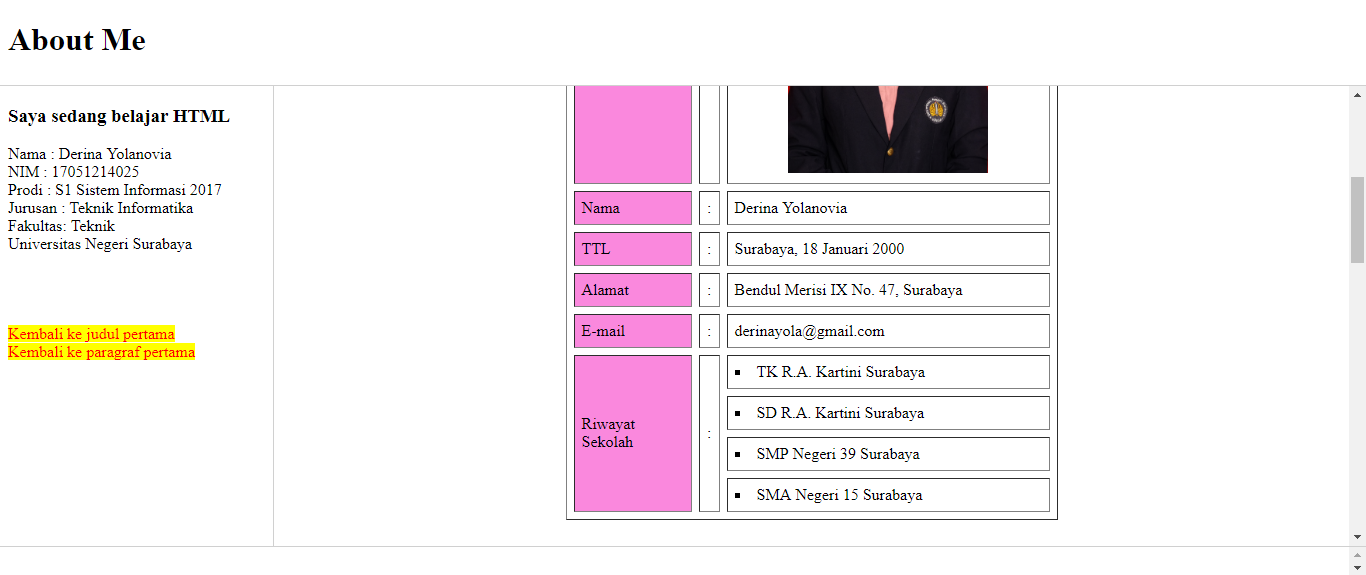 About Me
Saya sedang belajar HTML
Nama : Derina Yolanovia
NIM : 17051214025
Prodi : S1 Sistem Informasi 2017
Jurusan : Teknik Informatika
Fakultas: Teknik
Universitas Negeri Surabaya
Kembali ke judul pertama
Kembali ke paragraf pertama
Nama : Derina Yolanovia
TTL : Surabaya, 18 Januari 2000
Alamat : Bendul Merisi IX No. 47, Surabaya
E-mail : derinayola@gmail.com
Riwayat
Sekolah
:
▪ TK R.A. Kartini Surabaya
▪ SD R.A. Kartini Surabaya
▪ SMP Negeri 39 Surabaya
▪ SMA Negeri 15 Surabaya